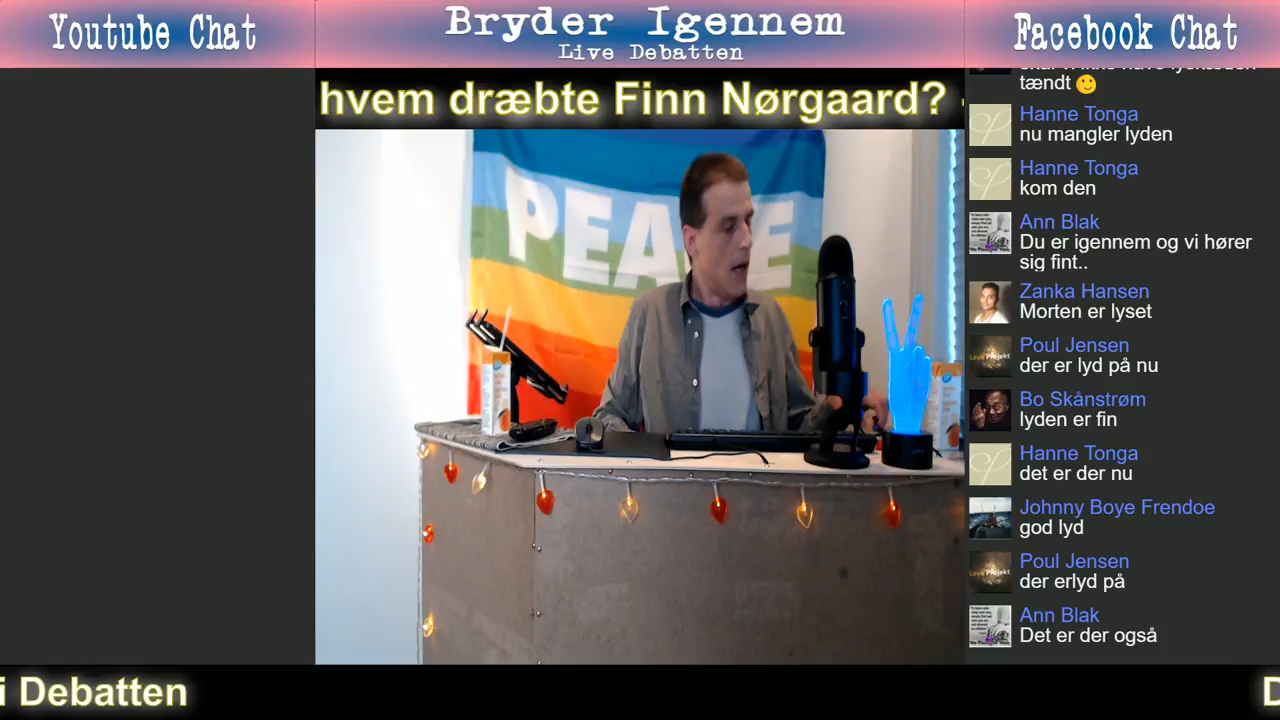 Youtube Chat
Bryder Igennem
Live Debatten
Facebook Chat
hvem dræbte Finn Nørgaard? -
tændt 🙂
Hanne Tonga
nu mangler lyden
Hanne Tonga
kom den
Ann Blak
Du er igennem og vi hører
sig fint..
Zanka Hansen
Morten er lyset
Poul Jensen
der er lyd på nu
Bo Skånstrøm
lyden er fin
Hanne Tonga
det er der nu
Johnny Boye Frendoe
god lyd
Poul Jensen
der erlyd på
Ann Blak
Det er der også
PEACE
i Debatten
D